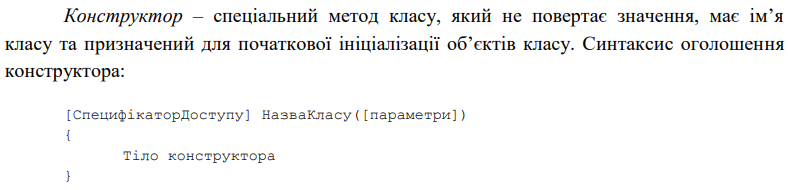 Конструктор – спеціальний метод класу, який не повертає значення, має ім’я
класу та призначений для початкової ініціалізації об’єктів класу. Синтаксис оголошення
конструктора:
[СпецифікаторДоступу] НазваКласу([параметри])
{
Тіло конструктора
}